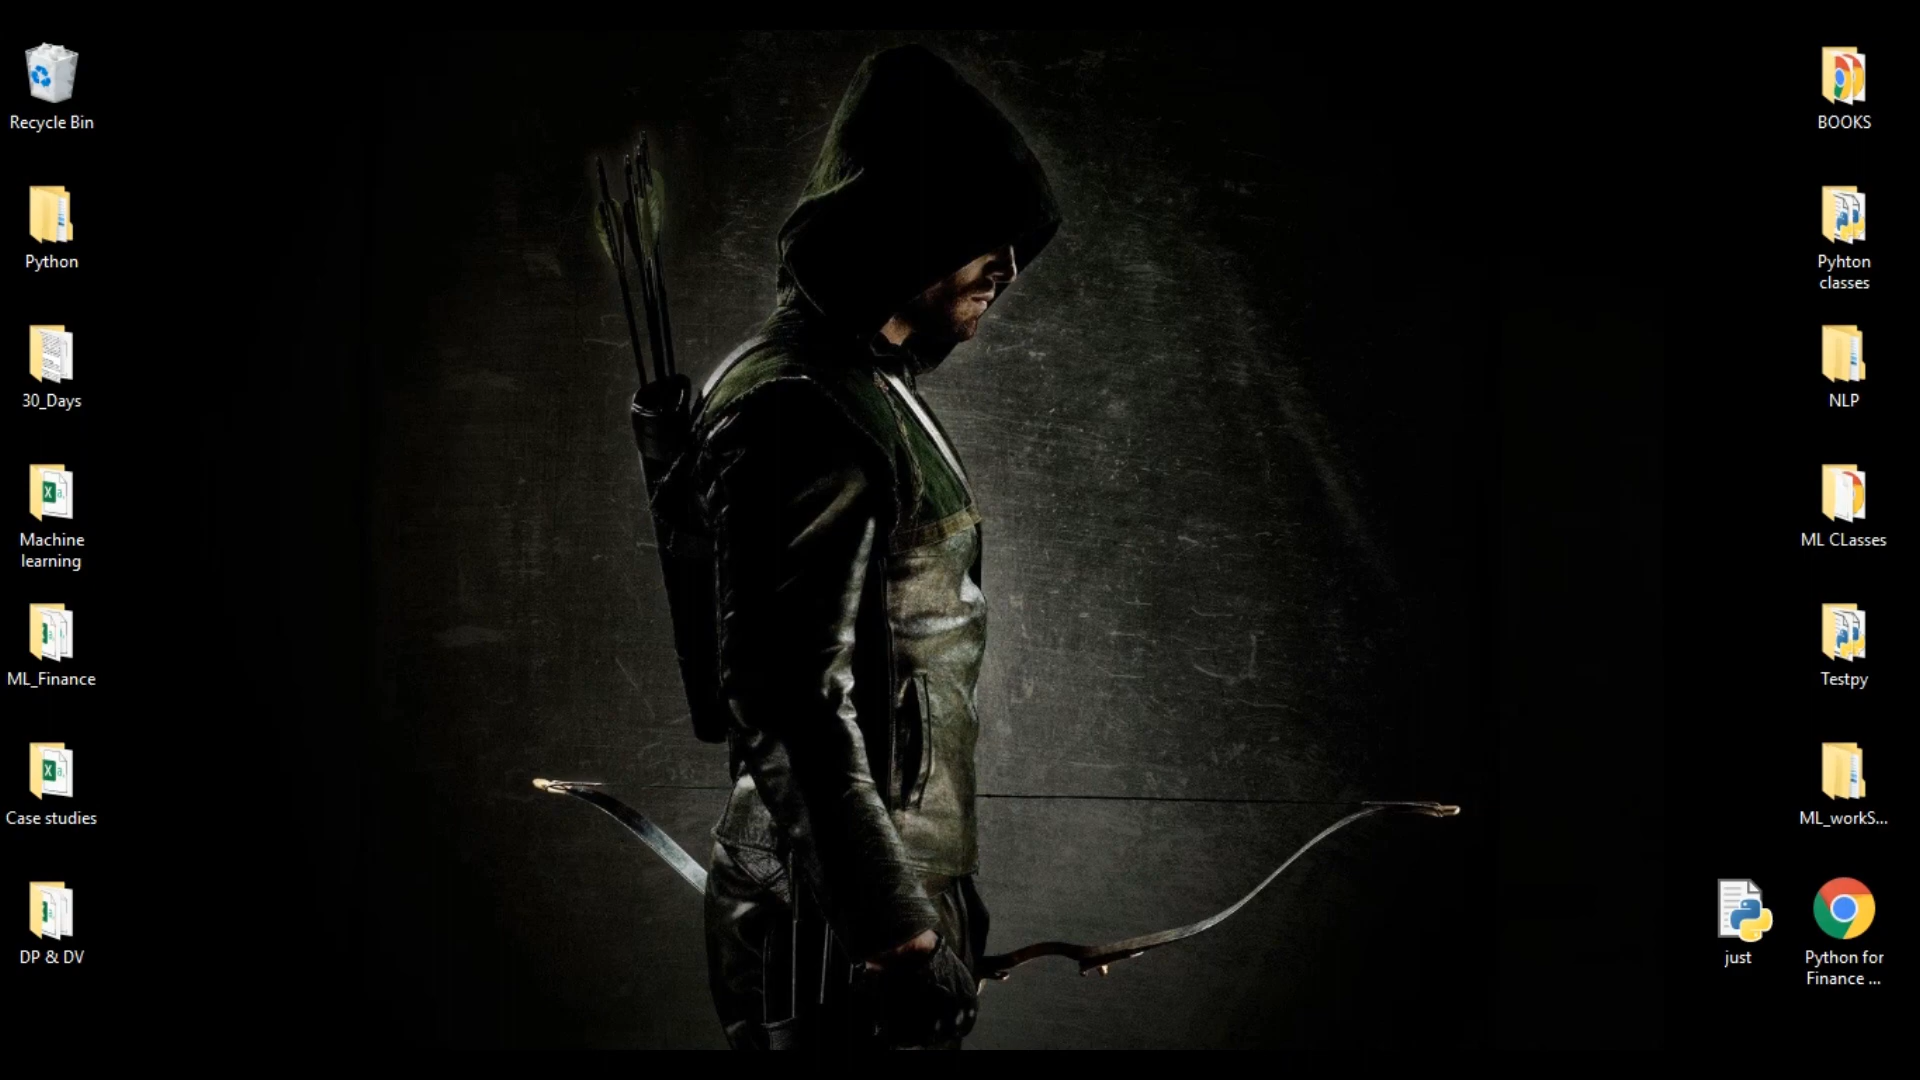 Recycle Bin
Python
30_Days
Machine
learning
ML_Finance
Case studies
DP & DV
BOOKS
Pyhton
classes
NLP
ML CLasses
Testpy
ML_workS...
just
Python for
Finance ...